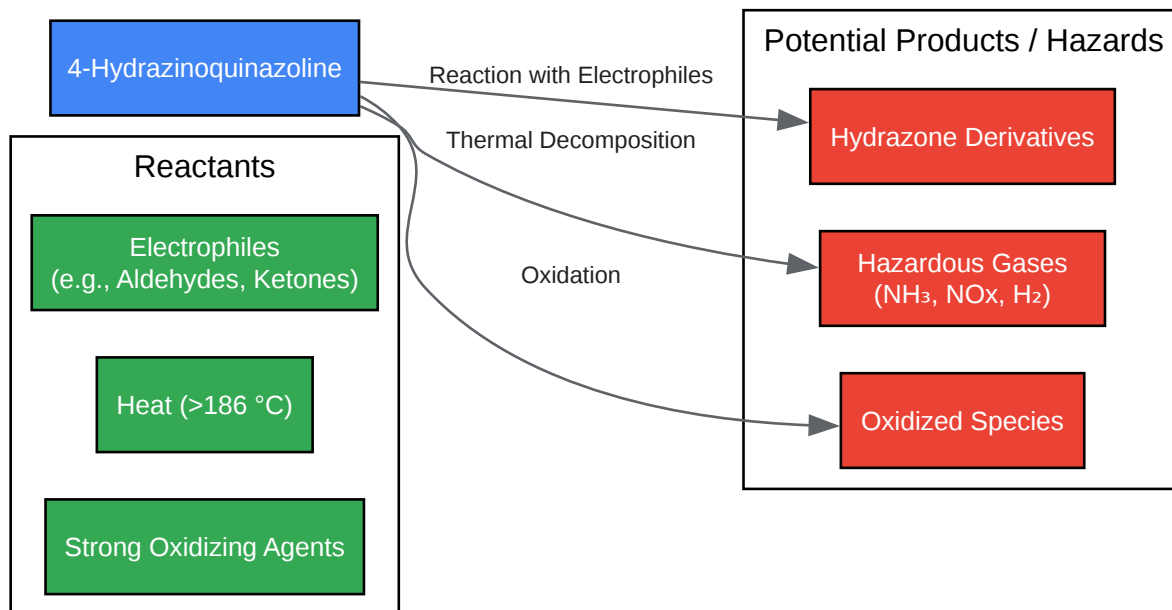 4-Hydrazinoquinazoline
Reactants
Electrophiles
(e.g., Aldehydes, Ketones)
Heat (>186 °C)
Strong Oxidizing Agents
Reaction with Electrophiles
Thermal Decomposition
Oxidation
Potential Products / Hazards
Hydrazone Derivatives
Hazardous Gases
(NH₃, NOx, H₂)
Oxidized Species